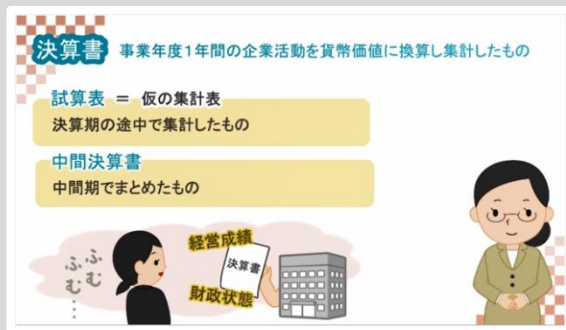 決算書 事業年度1年間の企業活動を貨幣価値に換算し集計したもの
試算表 = 仮の集計表
決算期の途中で集計したもの
中間決算書
中間期でまとめたもの
ふむ
ふむ
…
経営成績
決算書
財政状態